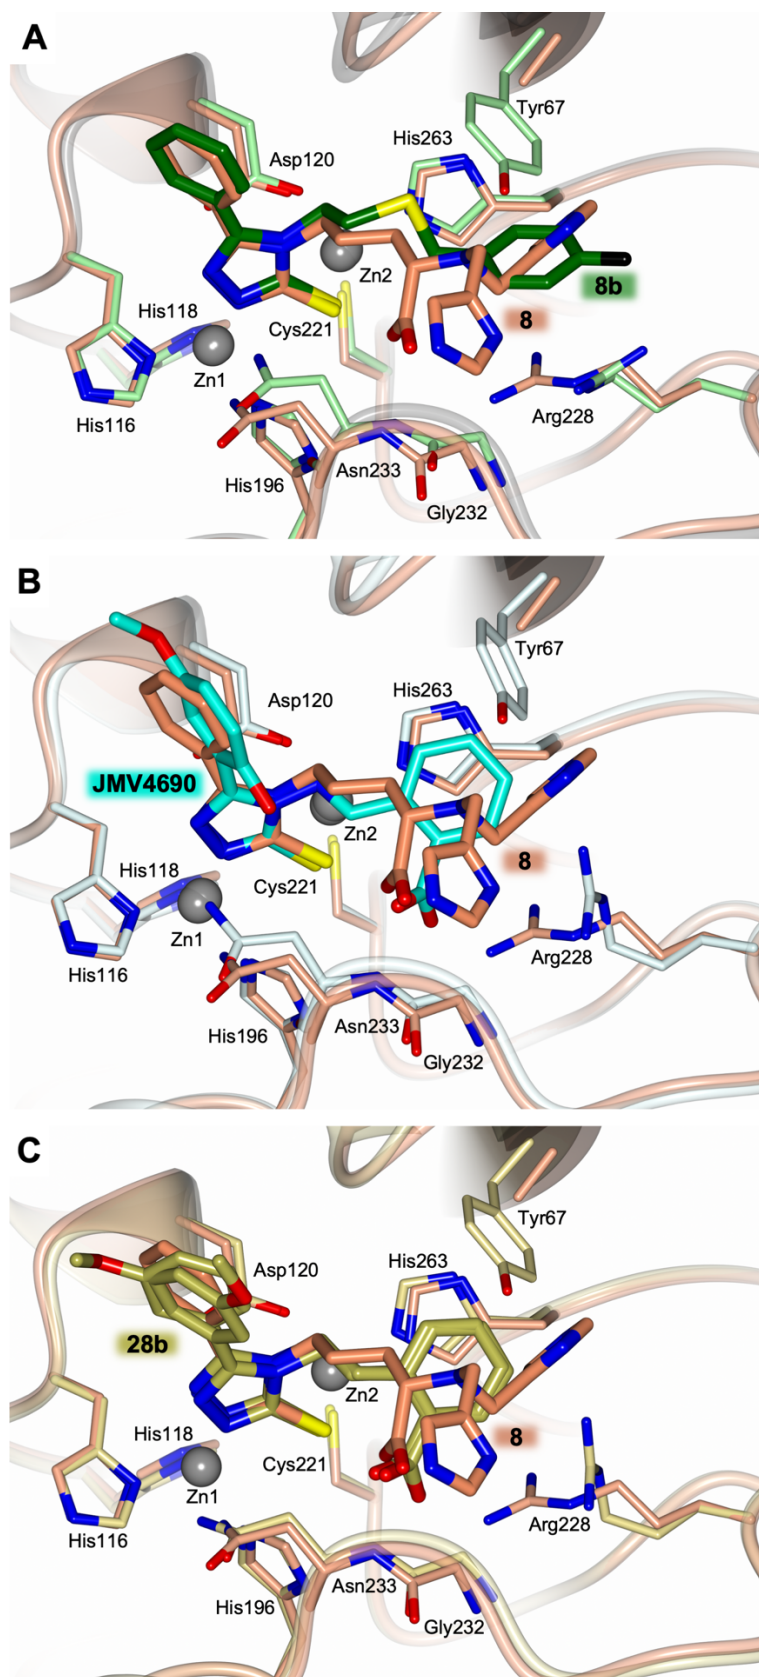 A
Tyr67
Asp120
His263
Zn2
8b
His118
Cys221
8
Zn1
Arg228
His116
His196
Asn233
Gly232
B
Tyr67
Asp120
His263
JMV4690
Zn2
His118
Cys221
8
Zn1
Arg228
His116
His196
Asn233
Gly232
C
Tyr67
His263
Asp120
28b
Zn2
His118
8
Cys221
Zn1
Arg228
His116
Asn233
His196
Gly232